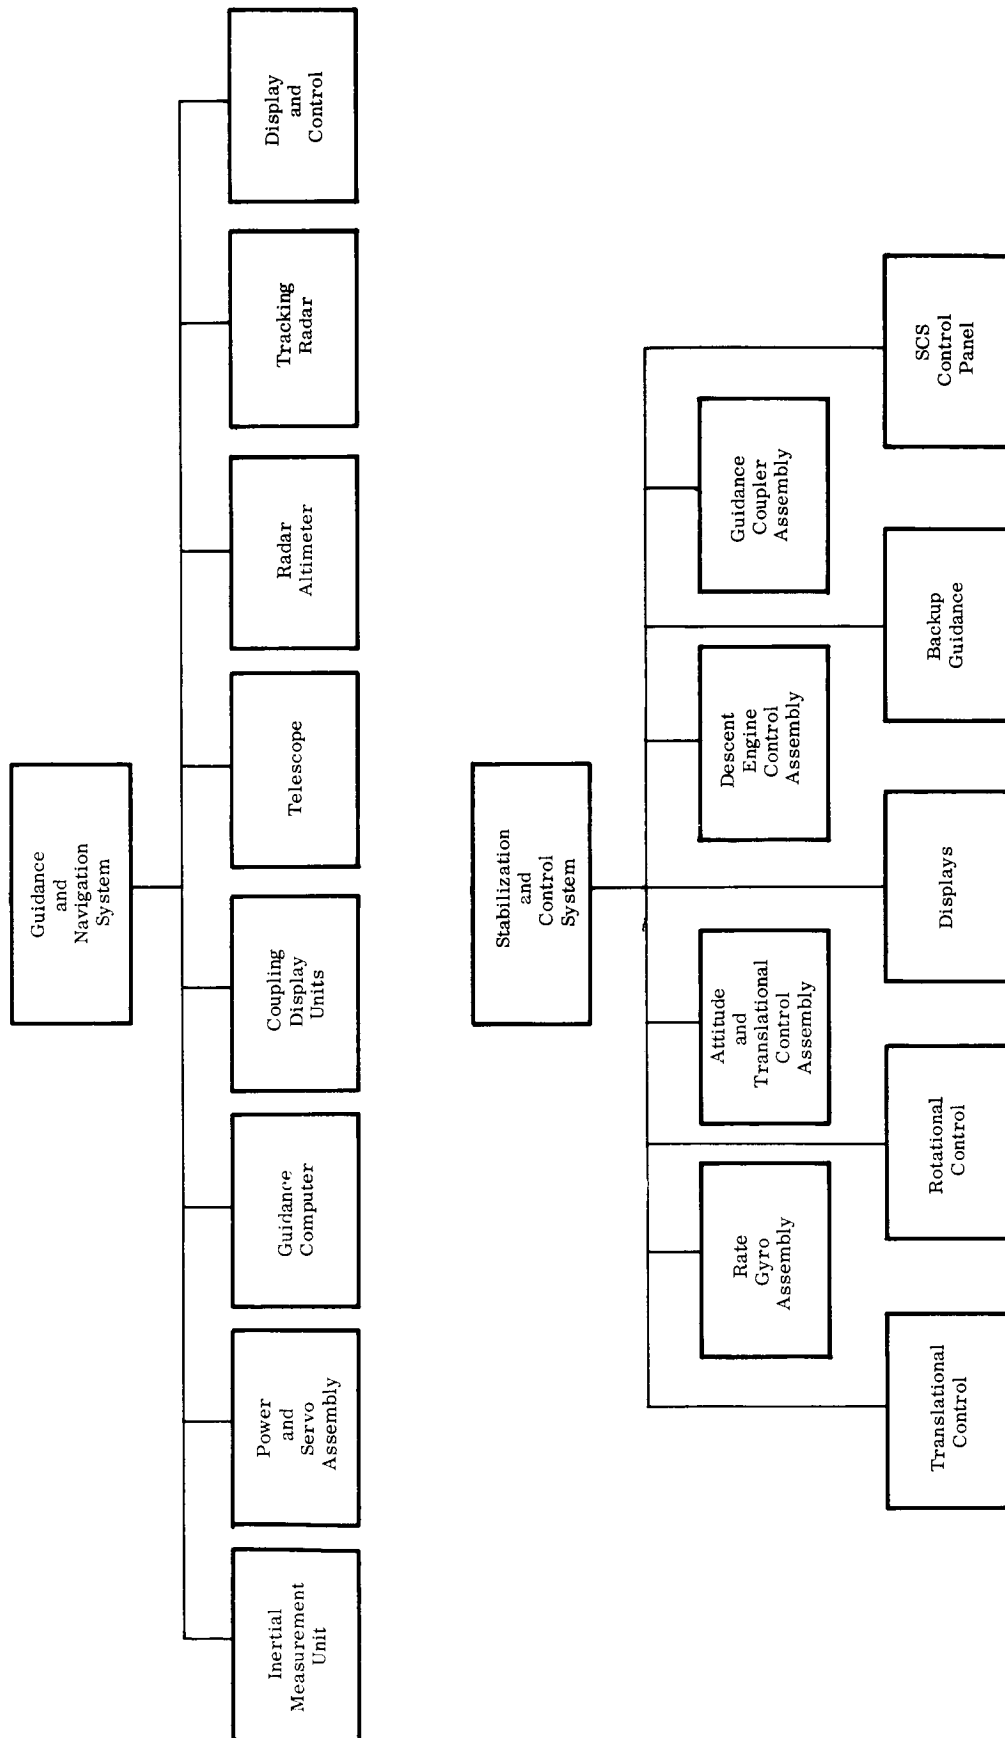 Guidance
and
Navigation
System
Inertial
Measurement
Unit
Power
and
Servo
Assembly
Guidance
Computer
Coupling
Display
Units
Telescope
Radar
Altimeter
Tracking
Radar
Display
and
Control
Stabilization
and
Control
System
Rate
Gyro
Assembly
Attitude
and
Translational
Control
Assembly
Descent
Engine
Control
Assembly
Guidance
Coupler
Assembly
Translational
Control
Rotational
Control
Displays
Backup
Guidance
SCS
Control
Panel